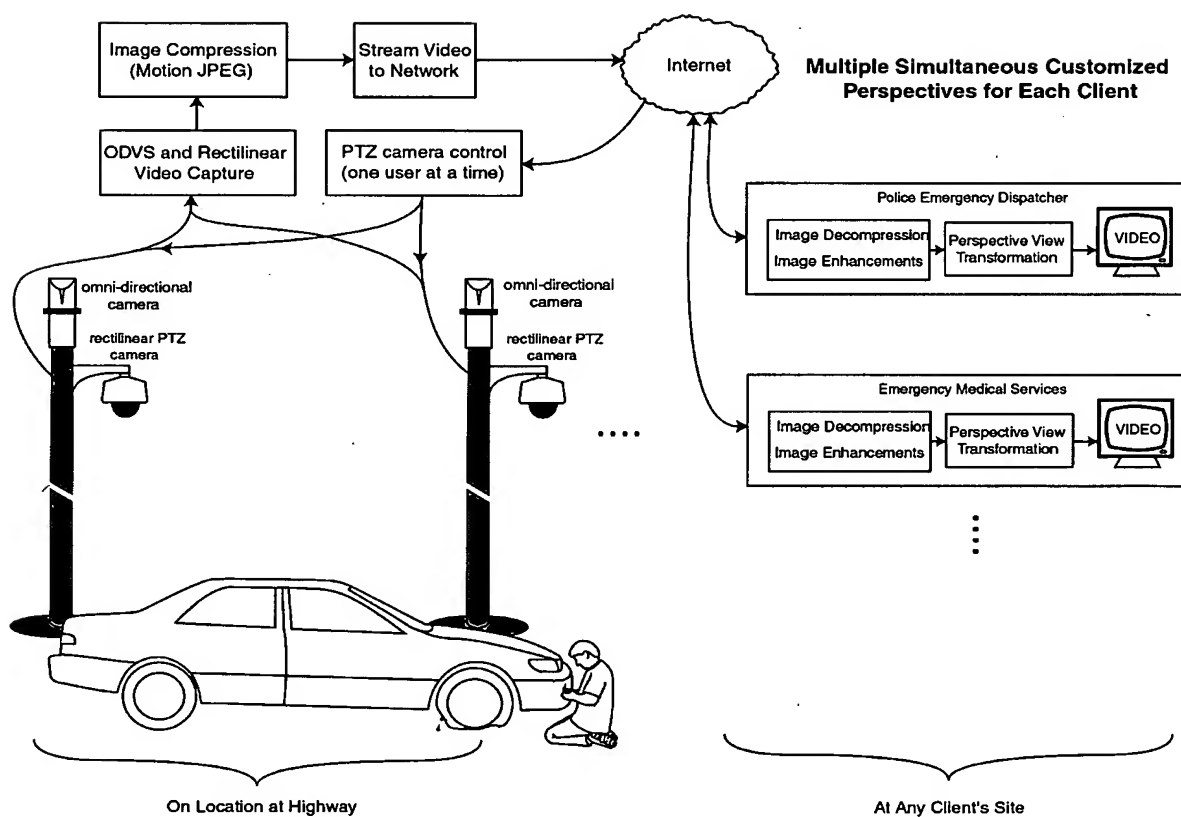 Image Compression
(Motion JPEG)
Stream Video
to Network
Internet
Multiple Simultaneous Customized
Perspectives for Each Client
ODVS and Rectilinear
Video Capture
PTZ camera control
(one user at a time)
Police Emergency Dispatcher
Image Decompression
Image Enhancements
Perspective View
Transformation
VIDEO
omni-directional
camera
rectilinear PTZ
camera
omni-directional
camera
rectilinear PTZ
camera
Emergency Medical Services
Image Decompression
Image Enhancements
Perspective View
Transformation
VIDEO
On Location at Highway
At Any Client's Site